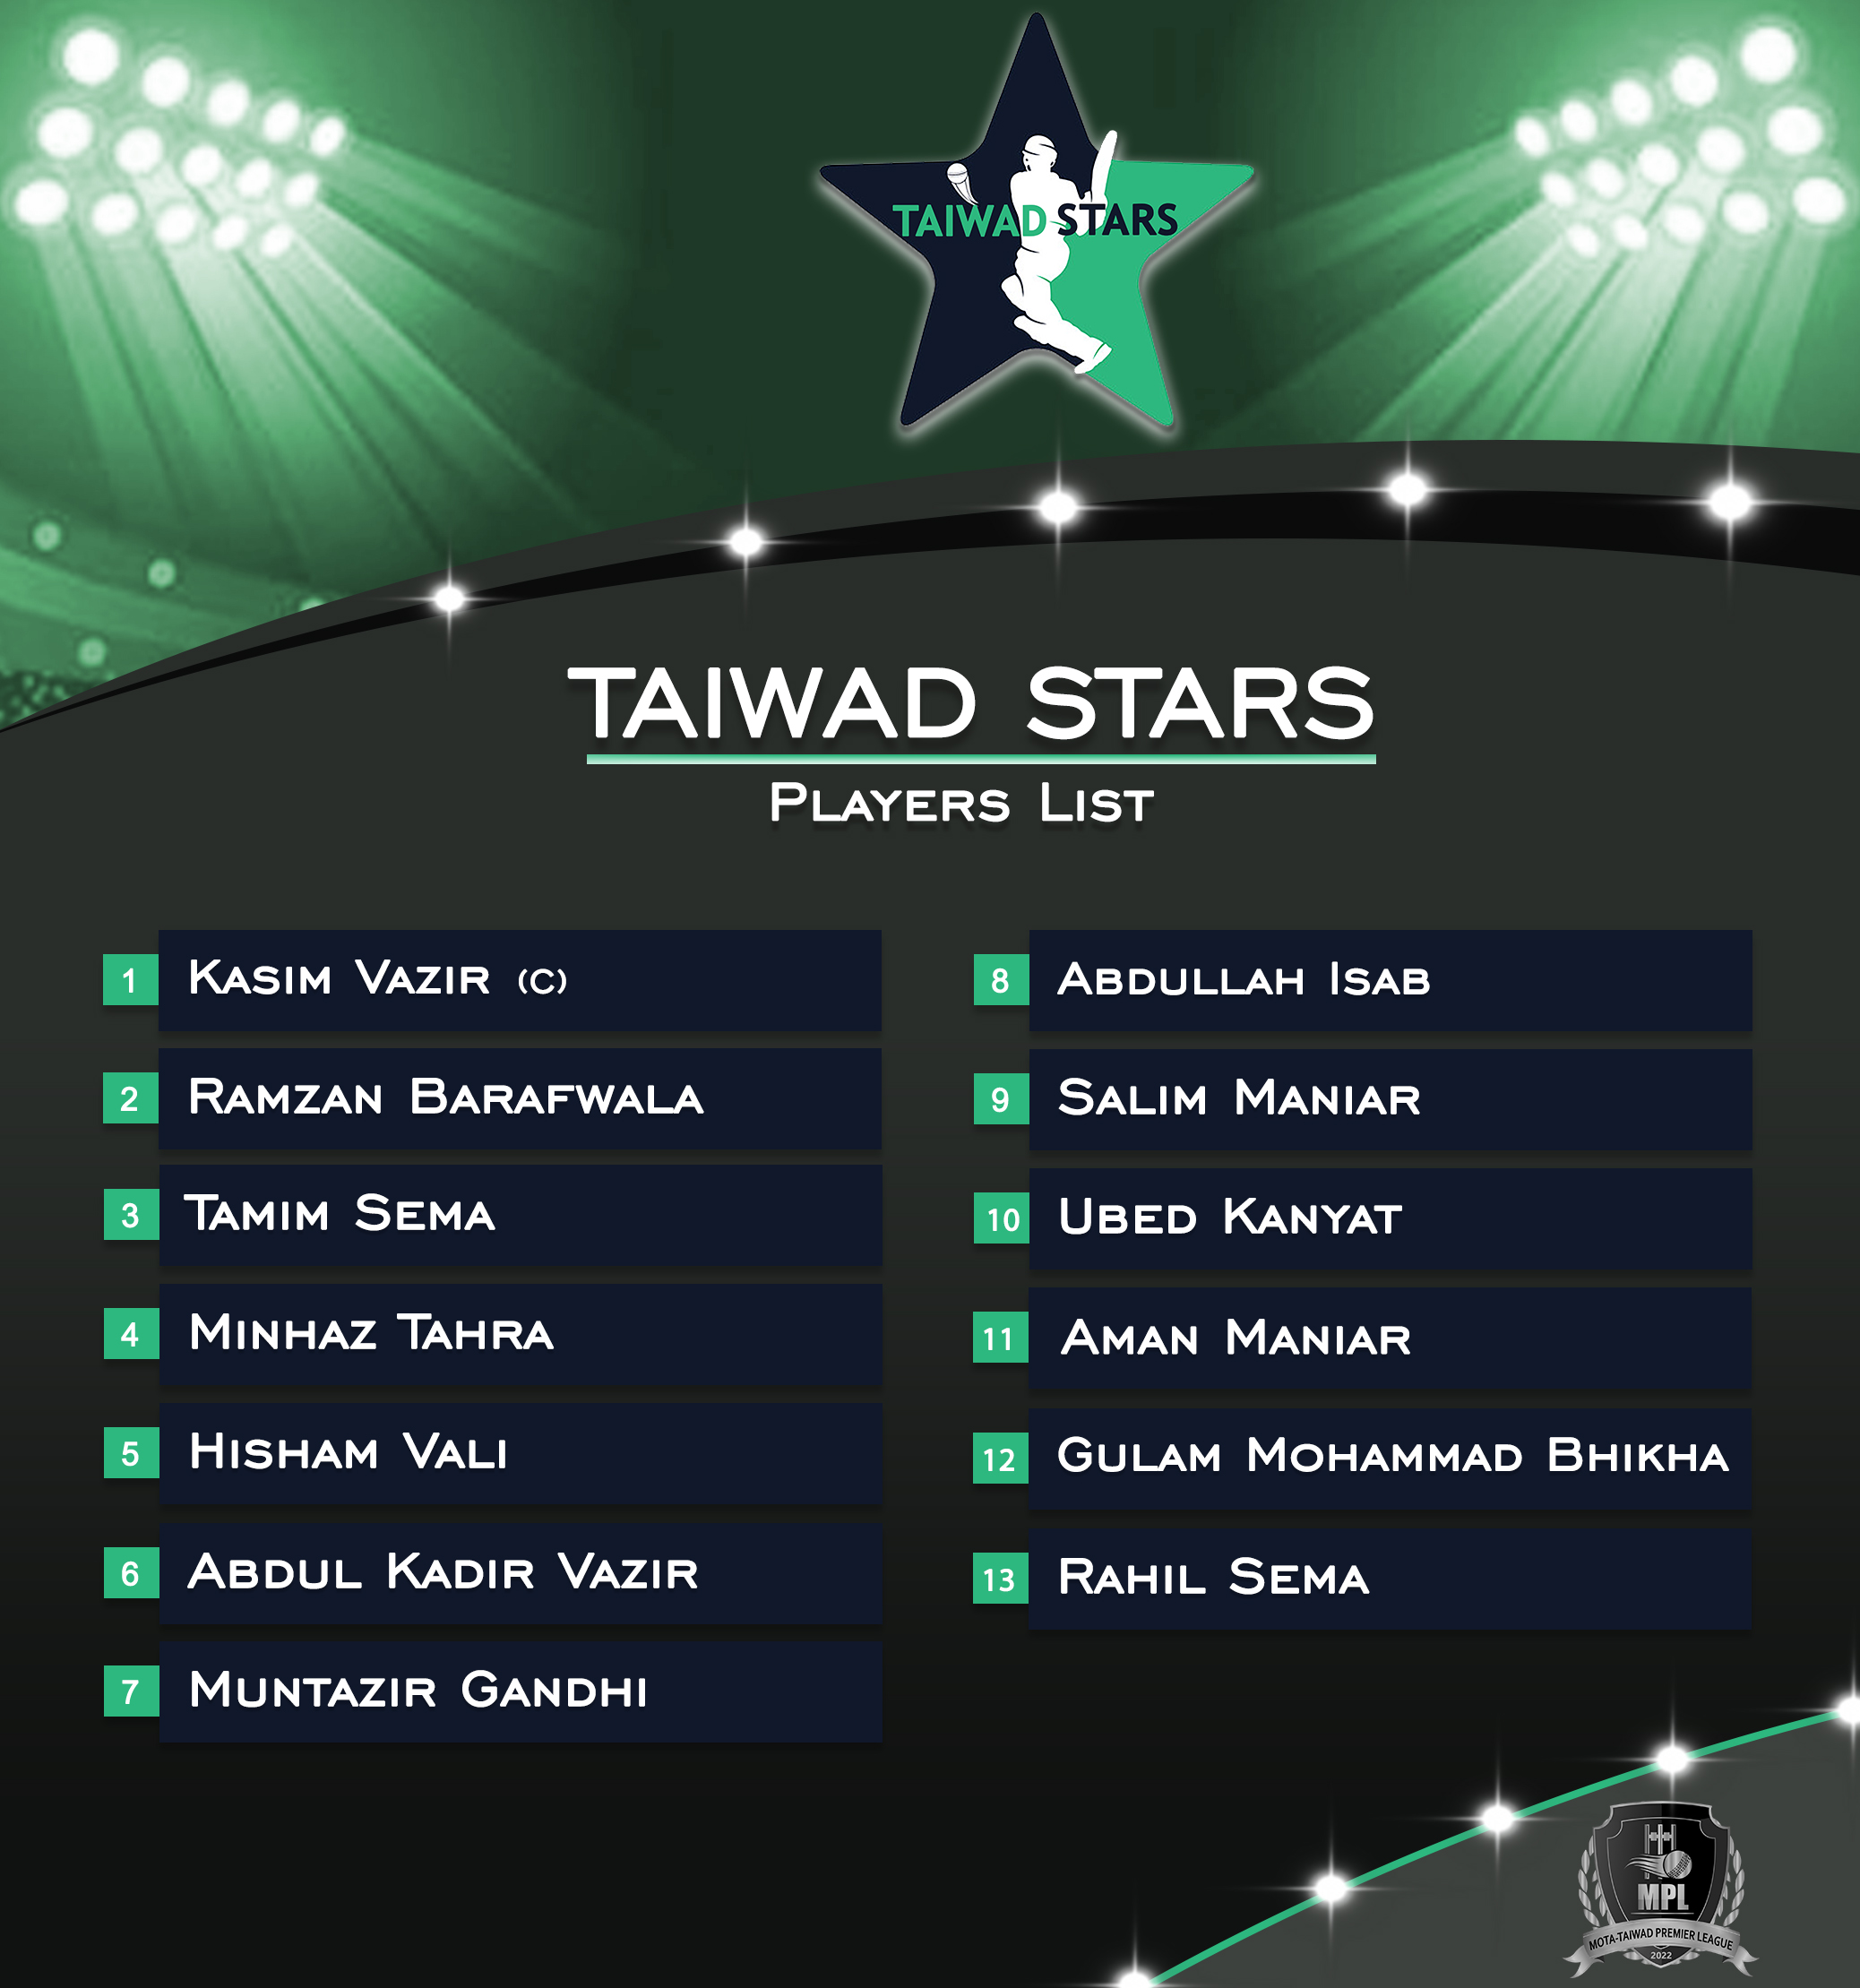 TAIWAD STARS
TAIWAD STARS
PLAYERS LIST
1 KASIM VAZIR (C)
2 RAMZAN BARAFWALA
3 TAMIM SEMA
4 MINHAZ TAHRA
5 HISHAM VALI
6 ABDUL KADIR VAZIR
7 MUNTAZIR GANDHI
8 ABDULLAH ISAB
9 SALIM MANIAR
10 UBED KANYAT
11 AMAN MANIAR
12 GULAM MOHAMMAD BHIKHA
13 RAHIL SEMA
MPL
MOTA-TAIWAD PREMIER LEAGUE
2022